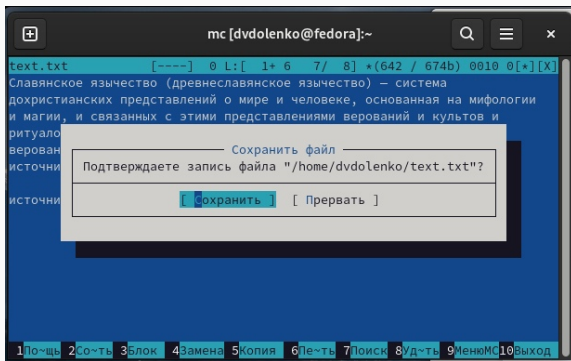 mc [dvdolenko@fedora]:~
text.txt [----] 0 L:[ 1+ 6 7/ 8] *(642 / 674b) 0010 0[*][X]
Славянское язычество (древнеславянское язычество) — система
дохристианских представлений о мире и человеке, основанная на мифологии
и магии, и связанных с этими представлениями верований и культов и
ритуало
верован
источни
источни
Сохранить файл
Подтверждаете запись файла "/home/dvdolenko/text.txt"?
[ Сохранить ] [ Прервать ]
1По~щь 2Со~ть 3Блок 4Замена 5Копия 6Пе~ть 7Поиск 8Уд~ть 9МенюMC10Выход